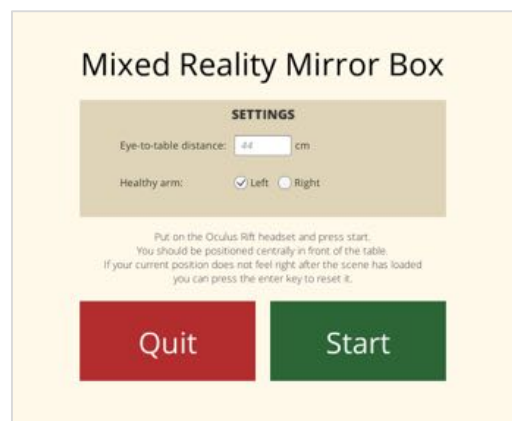 Mixed Reality Mirror Box
SETTINGS
Eye-to-table distance: 44 cm
Healthy arm: Left Right
Put on the Oculus Rift headset and press start.
You should be positioned centrally in front of the table.
If your current position does not feel right after the scene has loaded
you can press the enter key to reset it.
Quit Start